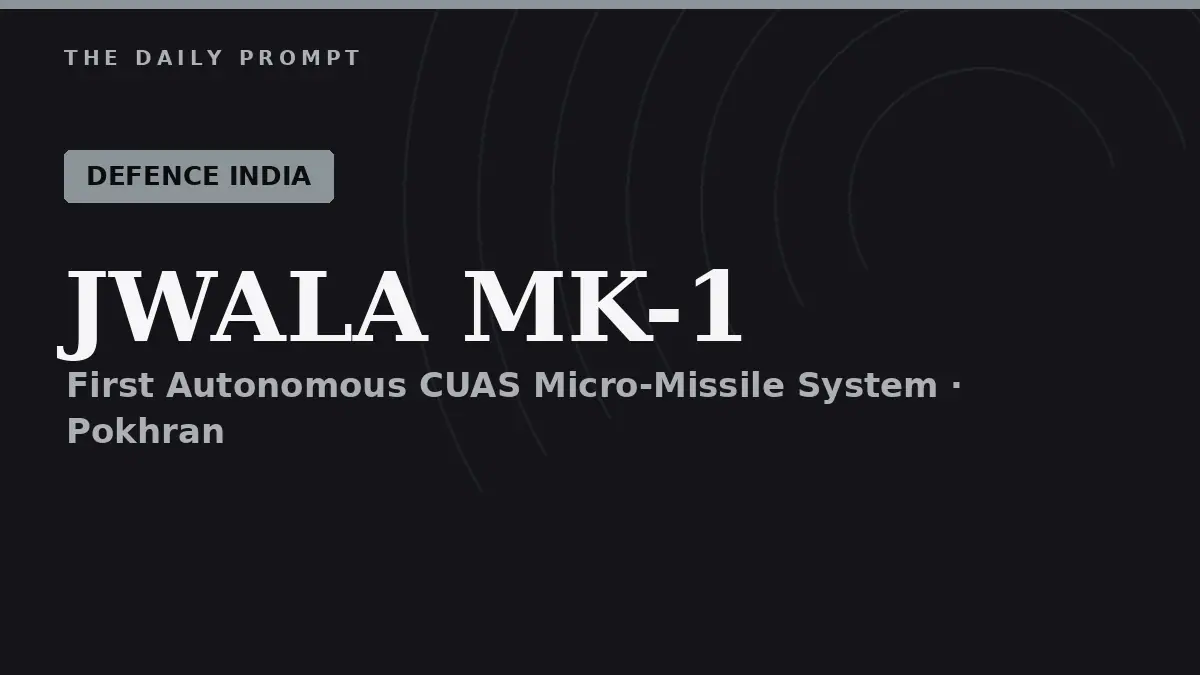 THE DAILY PROMPT
DEFENCE INDIA
JWALA MK-1
First Autonomous CUAS Micro-Missile System ·
Pokhran